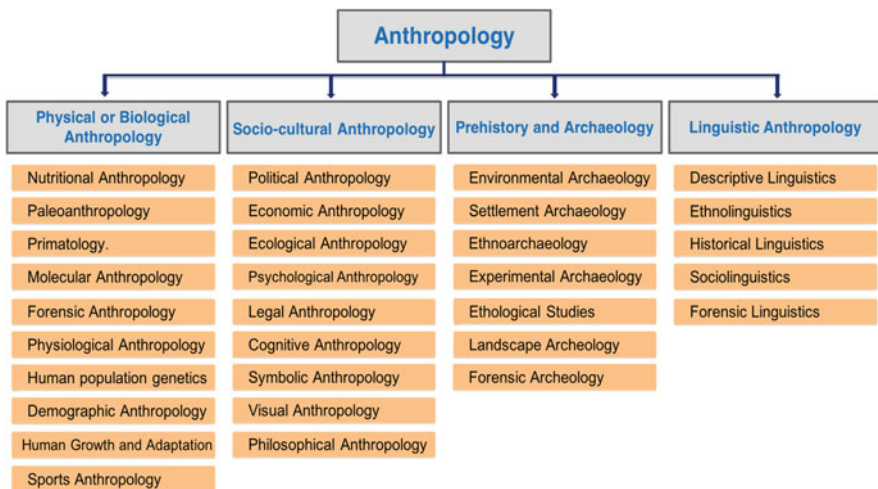 Anthropology
Physical or Biological
Anthropology
Nutritional Anthropology
Paleoanthropology
Primatology.
Molecular Anthropology
Forensic Anthropology
Physiological Anthropology
Human population genetics
Demographic Anthropology
Human Growth and Adaptation
Sports Anthropology
Socio-cultural Anthropology
Political Anthropology
Economic Anthropology
Ecological Anthropology
Psychological Anthropology
Legal Anthropology
Cognitive Anthropology
Symbolic Anthropology
Visual Anthropology
Philosophical Anthropology
Prehistory and Archaeology
Environmental Archaeology
Settlement Archaeology
Ethnoarchaeology
Experimental Archaeology
Ethological Studies
Landscape Archeology
Forensic Archeology
Linguistic Anthropology
Descriptive Linguistics
Ethnolinguistics
Historical Linguistics
Sociolinguistics
Forensic Linguistics